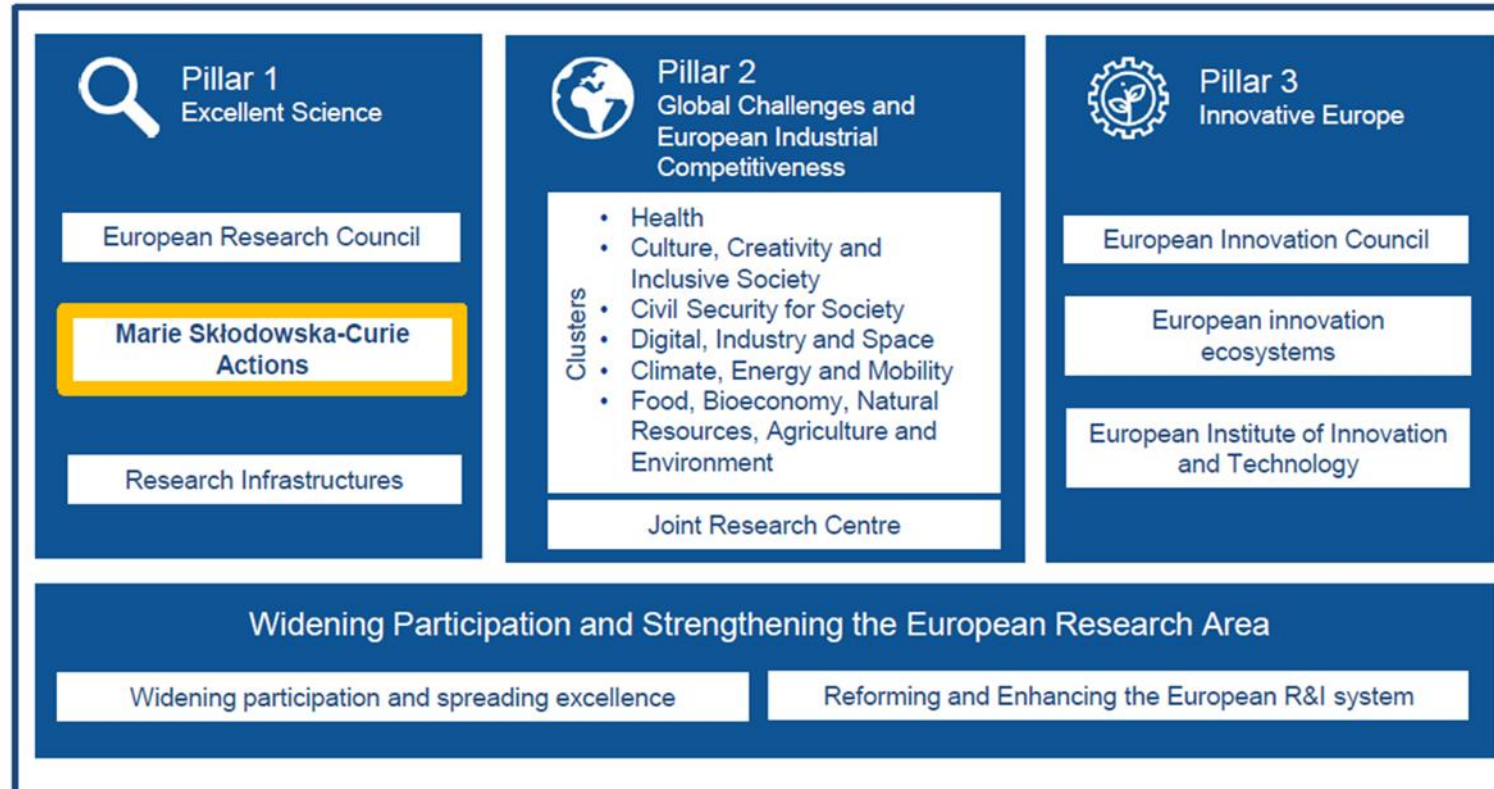 Pillar 1
Excellent Science
European Research Council
Marie Skłodowska-Curie
Actions
Research Infrastructures
Pillar 2
Global Challenges and
European Industrial
Competitiveness
Clusters
• Health
• Culture, Creativity and
Inclusive Society
• Civil Security for Society
• Digital, Industry and Space
• Climate, Energy and Mobility
• Food, Bioeconomy, Natural
Resources, Agriculture and
Environment
Joint Research Centre
Pillar 3
Innovative Europe
European Innovation Council
European innovation
ecosystems
European Institute of Innovation
and Technology
Widening Participation and Strengthening the European Research Area
Widening participation and spreading excellence
Reforming and Enhancing the European R&I system